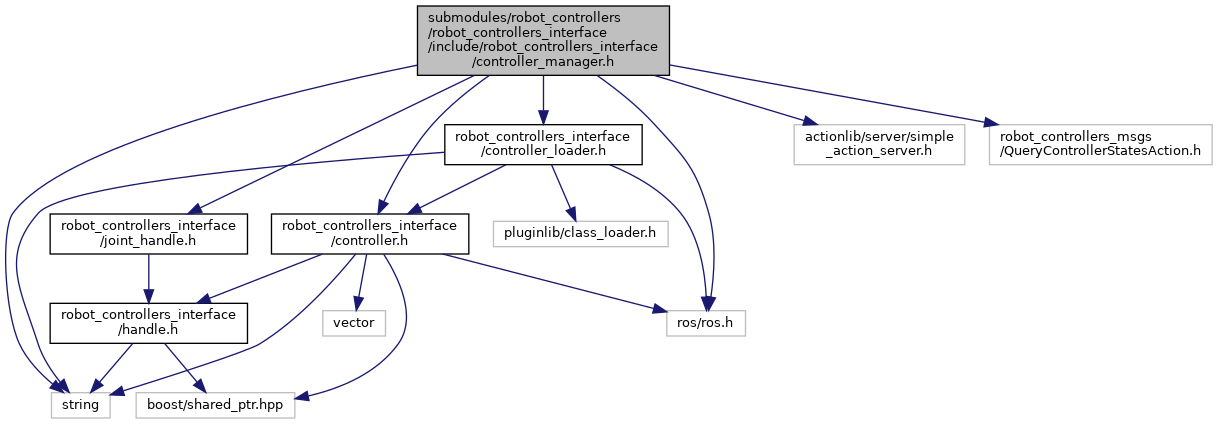 submodules/robot_controllers
/robot_controllers_interface
/include/robot_controllers_interface
/controller_manager.h
robot_controllers_interface
/controller_loader.h
actionlib/server/simple
_action_server.h
robot_controllers_msgs
/QueryControllerStatesAction.h
robot_controllers_interface
/joint_handle.h
robot_controllers_interface
/controller.h
pluginlib/class_loader.h
robot_controllers_interface
/handle.h
vector
ros/ros.h
string
boost/shared_ptr.hpp